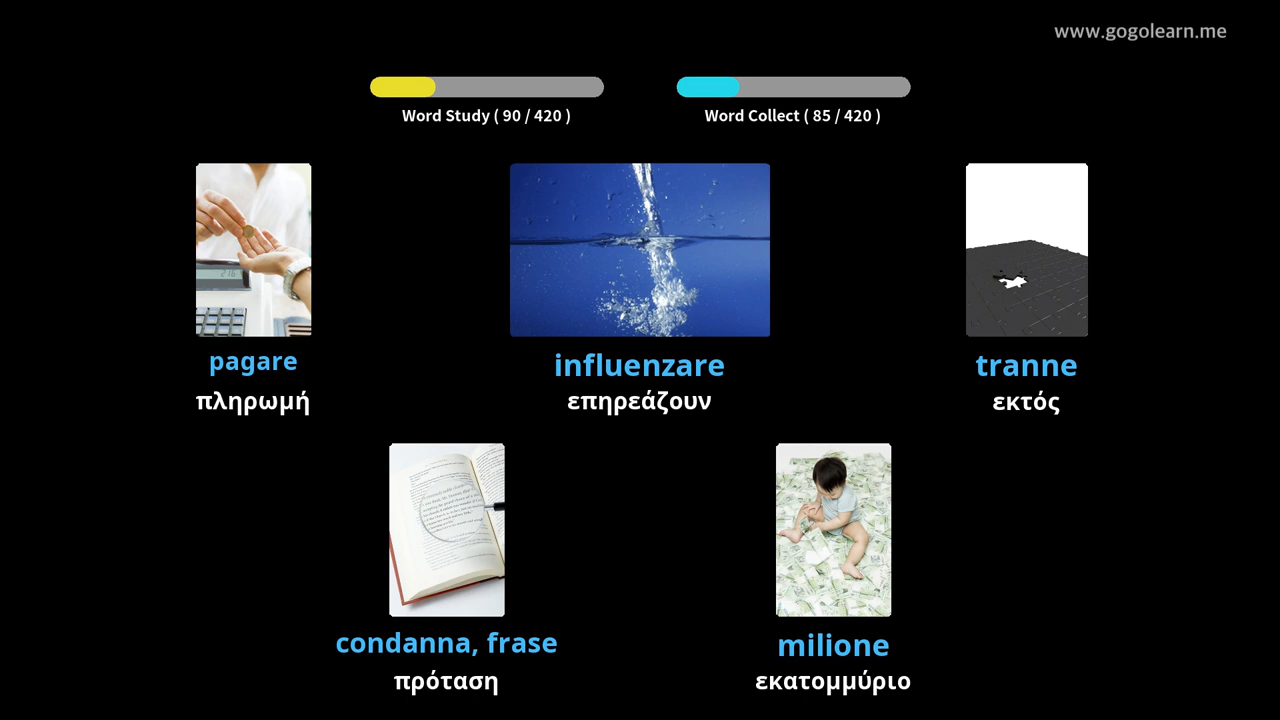 www.gogolearn.me
Word Study ( 90 / 420 )
Word Collect ( 85 / 420 )
216
pagare
πληρωμή
influenzare
επηρεάζουν
tranne
εκτός
condanna, frase
πρόταση
milione
εκατομμύριο